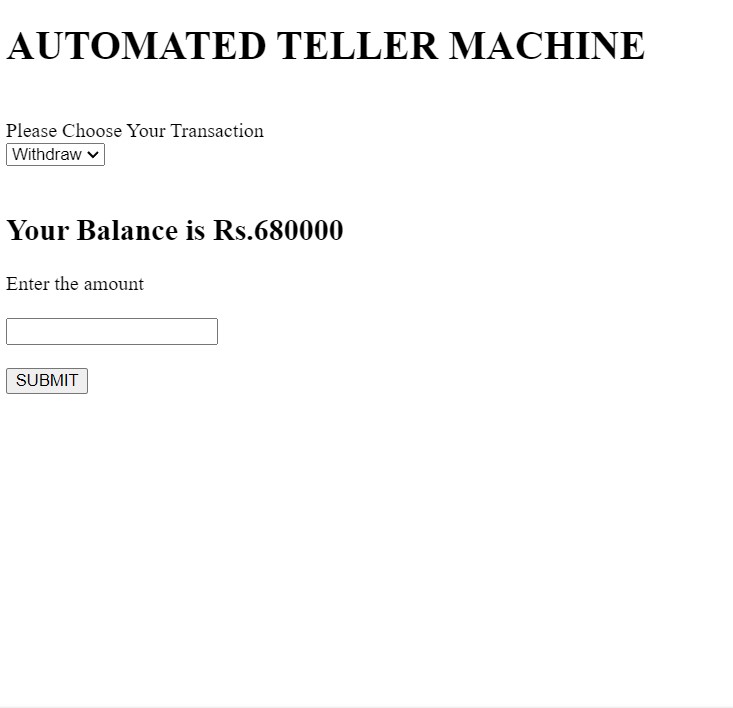 AUTOMATED TELLER MACHINE
Please Choose Your Transaction
Withdraw
Your Balance is Rs.680000
Enter the amount
SUBMIT